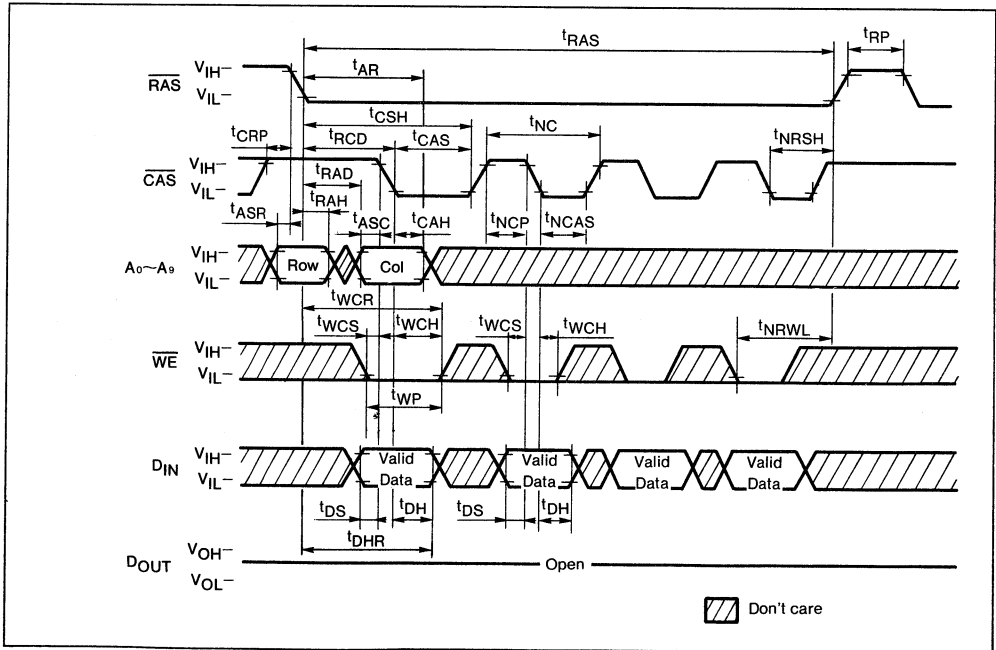 tRAS
tRP
RAS
VIH–
VIL–
tAR
tCSH
tCRP
tRCD
tCAS
tNC
tNRSH
CAS
VIH–
VIL–
tRAD
tRAH
tASR
tASC
tCAH
tNCP
tNCAS
A0~A9
VIH–
VIL–
Row
Col
tWCR
tWCS
tWCH
tWCS
tWCH
tNRWL
WE
VIH–
VIL–
tWP
DIN
VIH–
VIL–
Valid Data
Valid Data
Valid Data
Valid Data
tDS
tDH
tDS
tDH
tDHR
DOUT
VOH–
VOL–
Open
Don't care